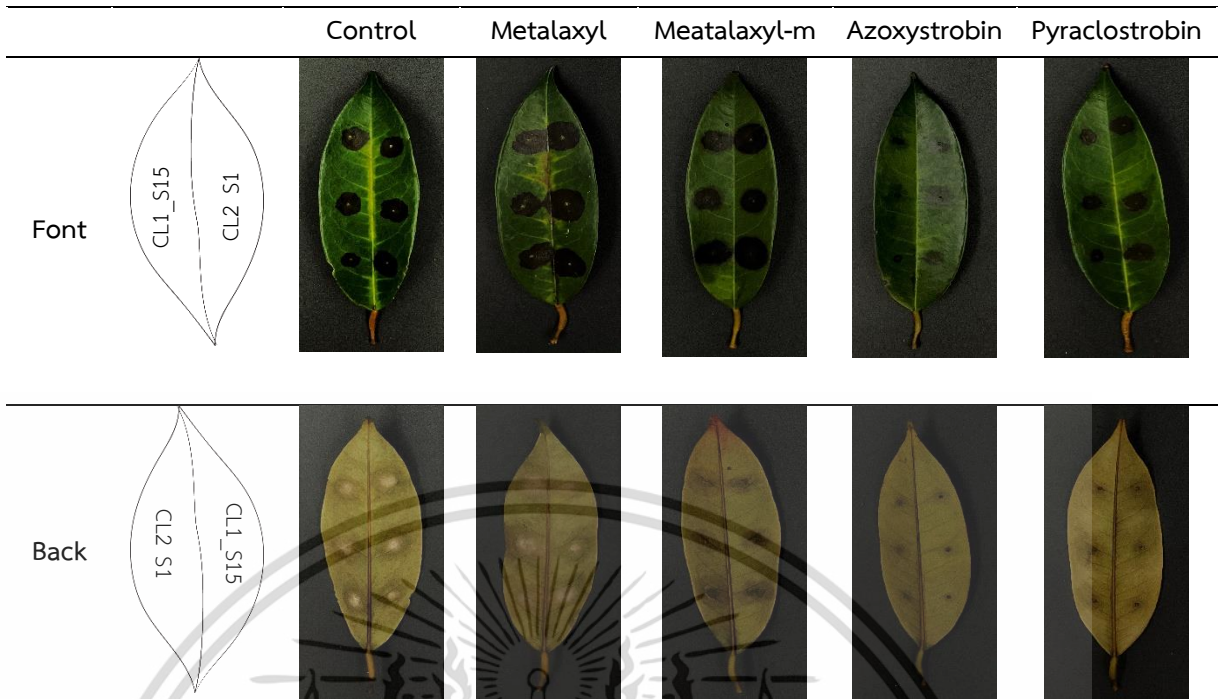 Control Metalaxyl Meatalaxyl-m Azoxystrobin Pyraclostrobin
Font
CL1_S15
CL2 S1
Back
CL2 S1
CL1_S15